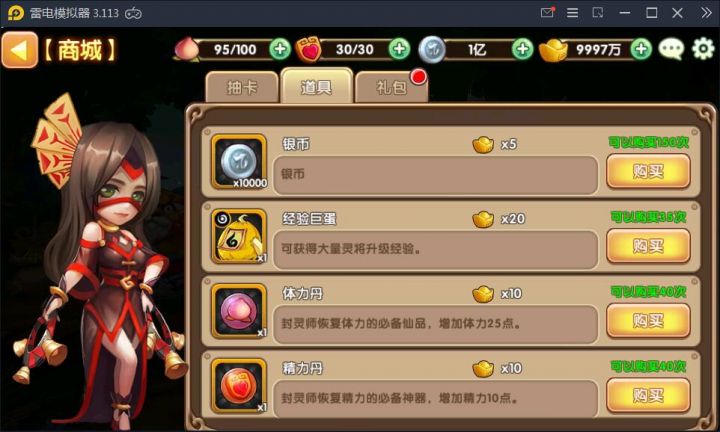 雷电模拟器 3.113
【商城】
95/100
30/30
1亿
9997万
抽卡
道具
礼包
银币
x5
可以购买150次
x10000
银币
购买
经验巨蛋
x20
可以购买35次
x1
可获得大量灵将升级经验。
购买
体力丹
x10
可以购买40次
x1
封灵师恢复体力的必备仙品，增加体力25点。
购买
精力丹
x10
可以购买40次
x1
封灵师恢复精力的必备神器，增加精力10点。
购买